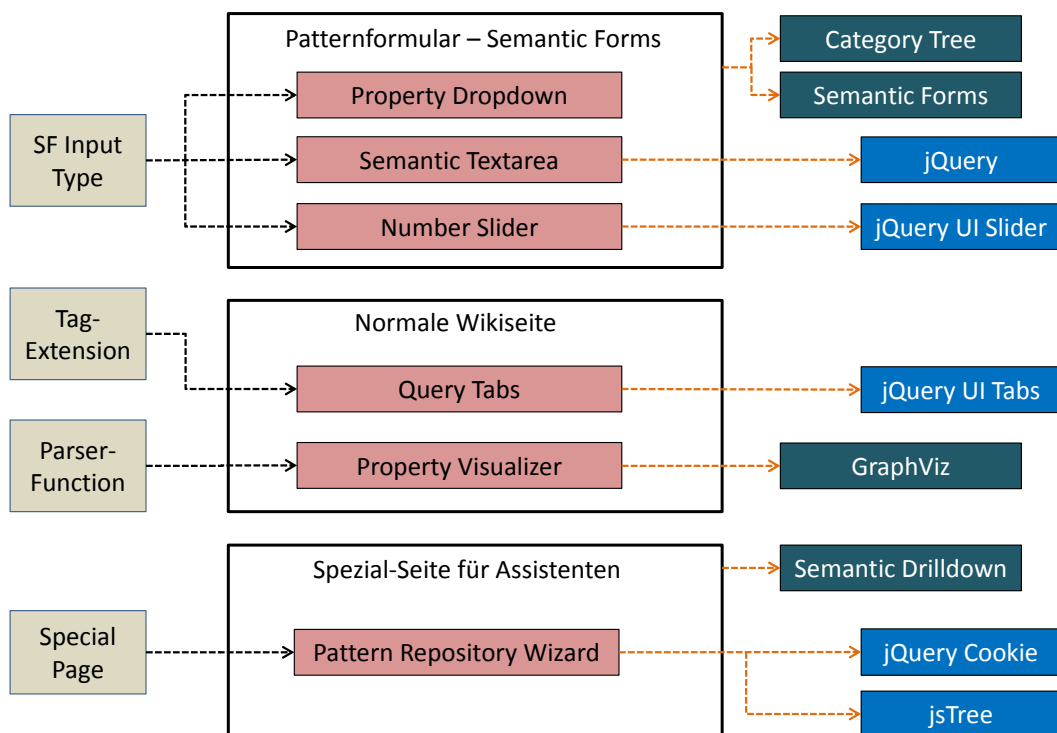 Patternformular – Semantic Forms
Category Tree
Property Dropdown
Semantic Forms
SF Input
Type
Semantic Textarea
jQuery
Number Slider
jQuery UI Slider
Tag-
Extension
Normale Wikiseite
Query Tabs
jQuery UI Tabs
Parser-
Function
Property Visualizer
GraphViz
Spezial-Seite für Assistenten
Semantic Drilldown
Special
Page
Pattern Repository Wizard
jQuery Cookie
jsTree